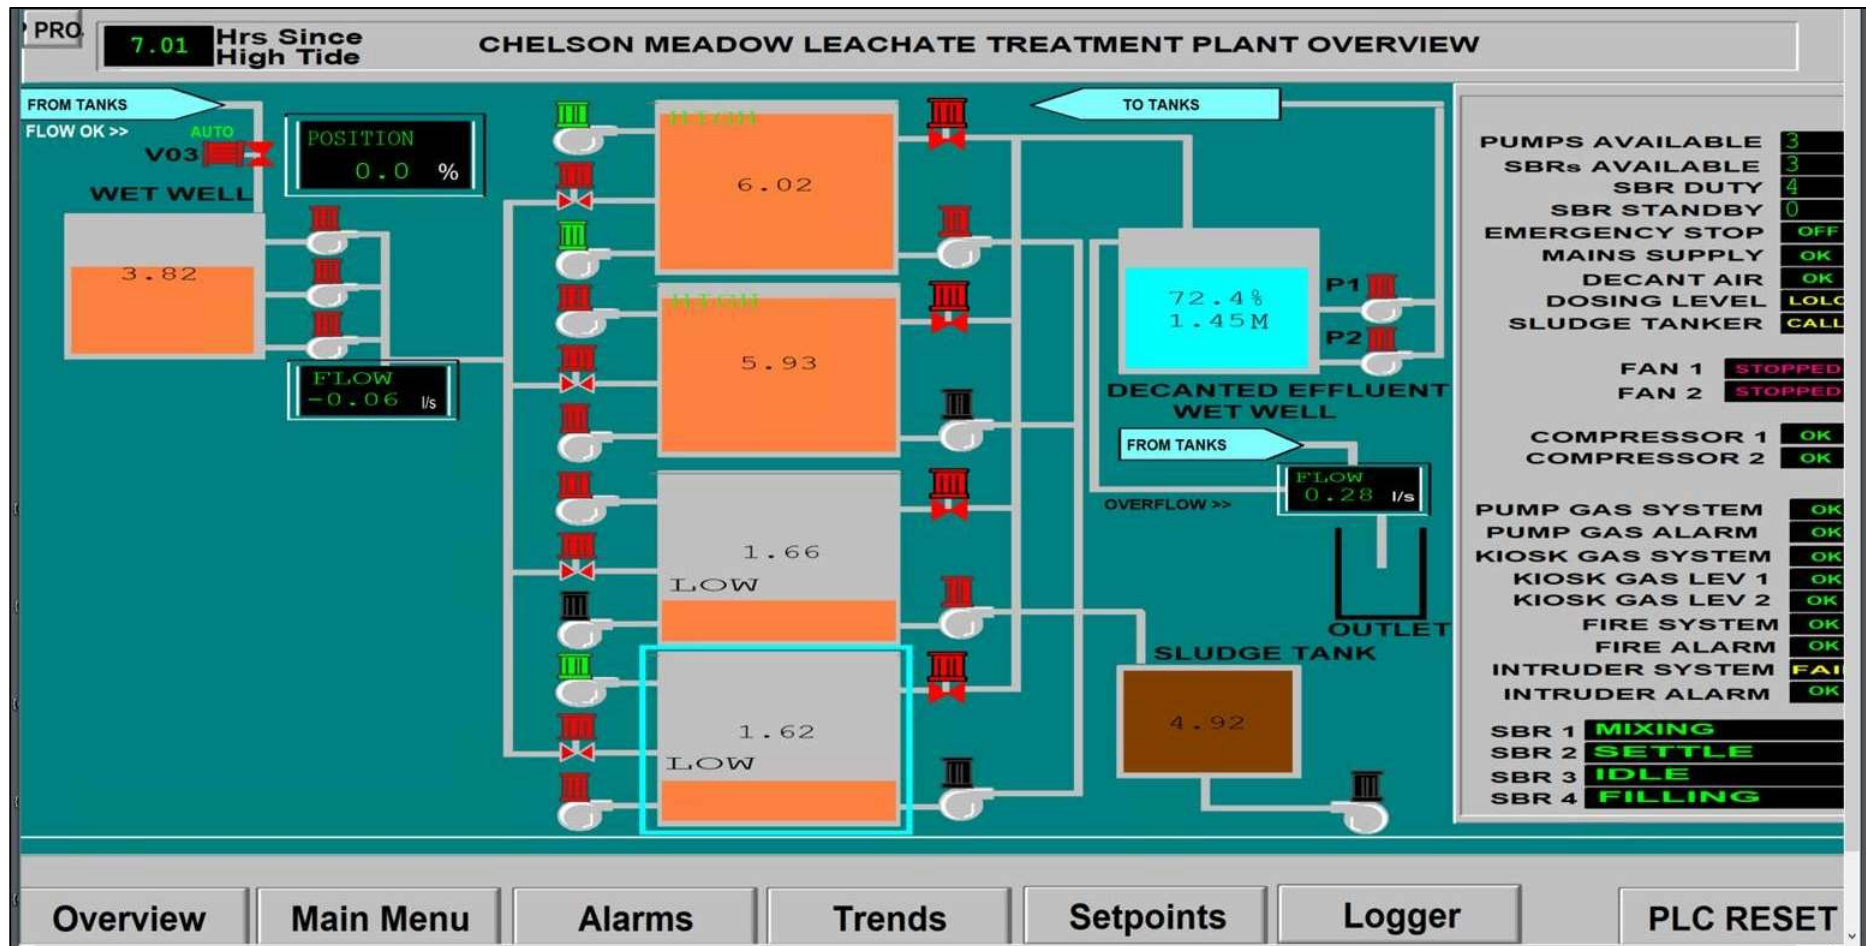 PRO
7.01 Hrs Since High Tide
CHELSON MEADOW LEACHATE TREATMENT PLANT OVERVIEW
FROM TANKS
FLOW OK >>
AUTO
V03
POSITION
0.0 %
WET WELL
3.82
FLOW
-0.06 l/s
HIGH
6.02
HIGH
5.93
1.66
LOW
1.62
LOW
TO TANKS
72.4%
1.45M
P1
P2
DECANTED EFFLUENT
WET WELL
FROM TANKS
FLOW
0.28 l/s
OVERFLOW >>
OUTLET
SLUDGE TANK
4.92
PUMPS AVAILABLE 3
SBRs AVAILABLE 3
SBR DUTY 4
SBR STANDBY 0
EMERGENCY STOP OFF
MAINS SUPPLY OK
DECANT AIR OK
DOSING LEVEL LOLO
SLUDGE TANKER CALL
FAN 1 STOPPED
FAN 2 STOPPED
COMPRESSOR 1 OK
COMPRESSOR 2 OK
PUMP GAS SYSTEM OK
PUMP GAS ALARM OK
KIOSK GAS SYSTEM OK
KIOSK GAS LEV 1 OK
KIOSK GAS LEV 2 OK
FIRE SYSTEM OK
FIRE ALARM OK
INTRUDER SYSTEM FAI
INTRUDER ALARM OK
SBR 1 MIXING
SBR 2 SETTLE
SBR 3 IDLE
SBR 4 FILLING
Overview
Main Menu
Alarms
Trends
Setpoints
Logger
PLC RESET